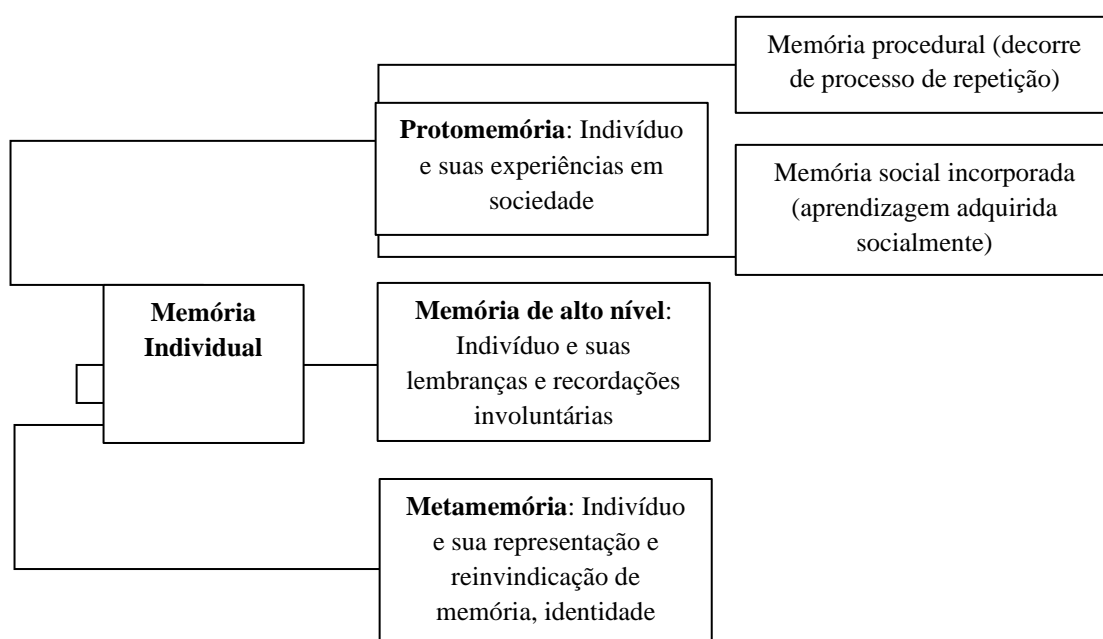 Memória procedural (decorre
de processo de repetição)
Protomemória: Indivíduo
e suas experiências em
sociedade
Memória social incorporada
(aprendizagem adquirida
socialmente)
Memória
Individual
Memória de alto nível:
Indivíduo e suas
lembranças e recordações
involuntárias
Metamemória: Indivíduo
e sua representação e
reinvindicação de
memória, identidade